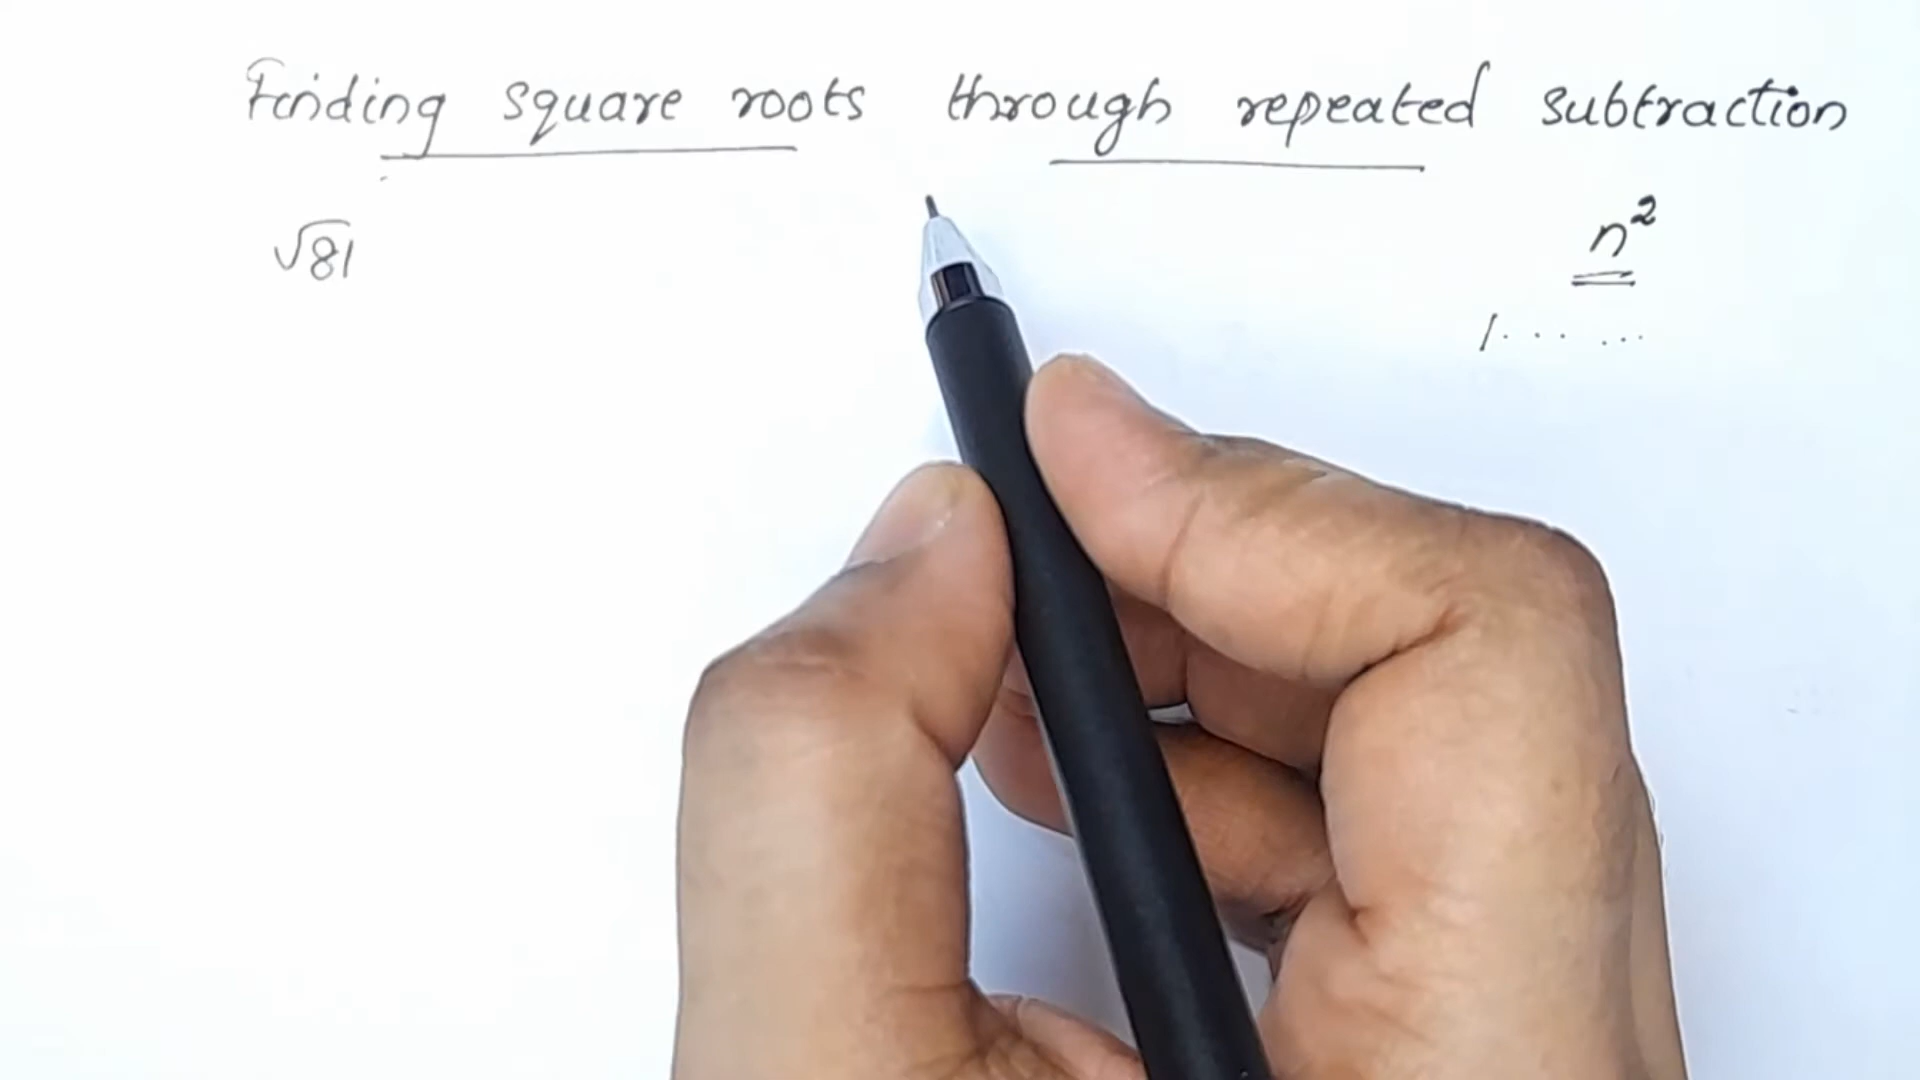 Finding square roots through repeated subtraction
√81
n²
1.... ...